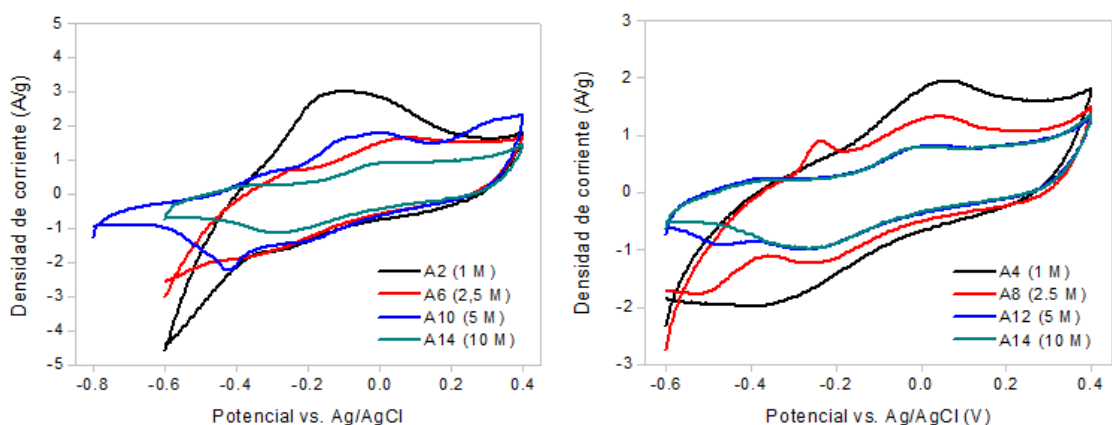 5
4
3
2
1
0
-1
-2
-3
-4
-5
Densidad de corriente (A/g)
-0.8 -0.6 -0.4 -0.2 0.0 0.2 0.4
Potencial vs. Ag/AgCl
A2 (1 M)
A6 (2,5 M)
A10 (5 M)
A14 (10 M)
3
2
1
0
-1
-2
-3
Densidad de corriente (A/g)
-0.6 -0.4 -0.2 0.0 0.2 0.4
Potencial vs. Ag/AgCl (V)
A4 (1 M)
A8 (2.5 M)
A12 (5 M)
A14 (10 M)